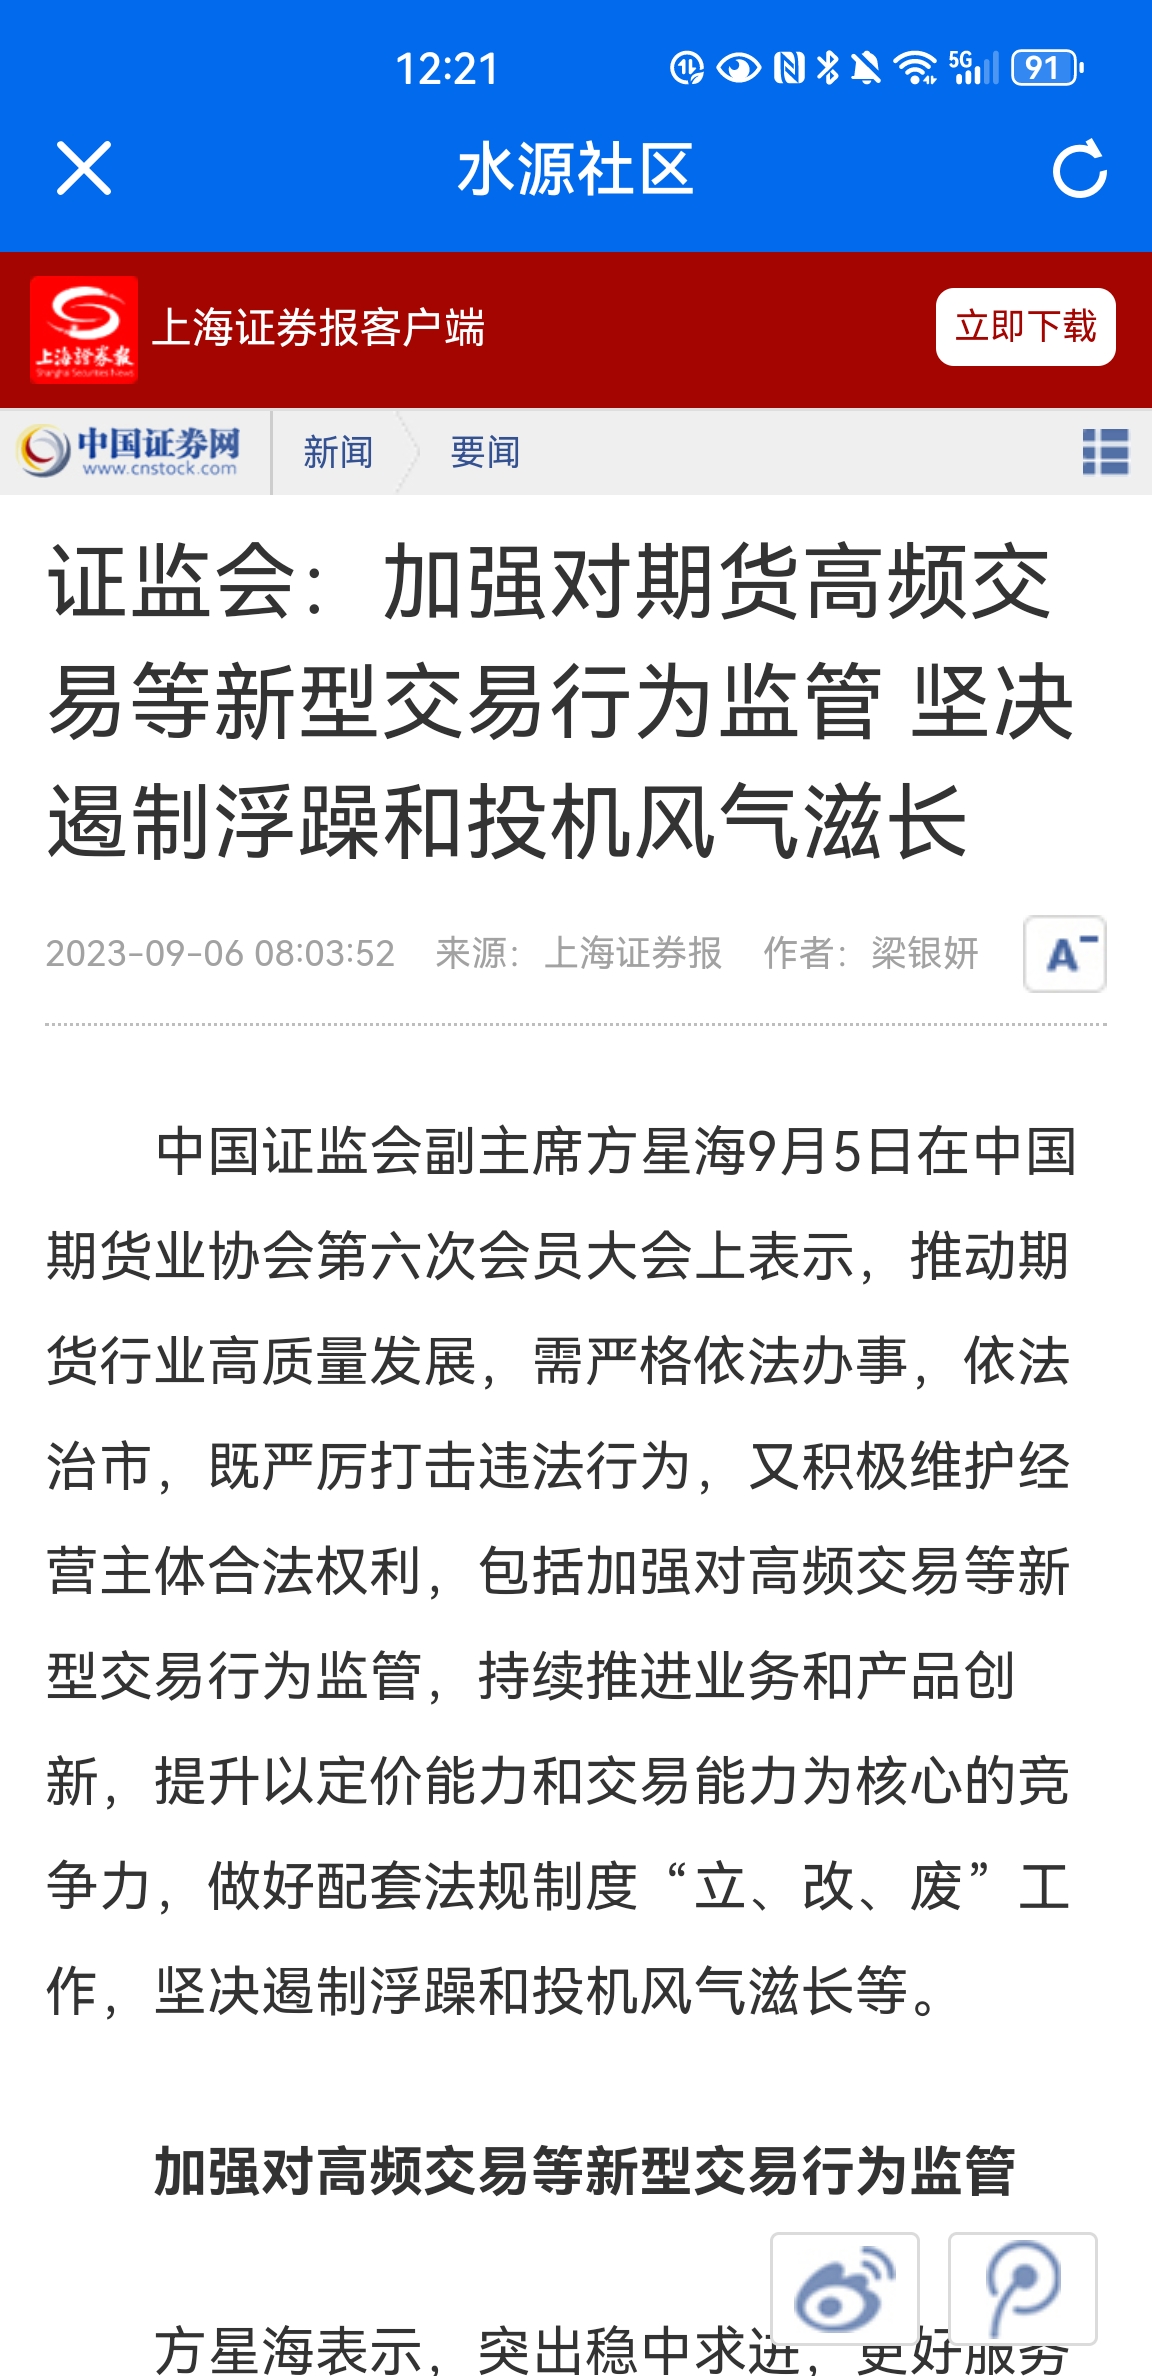 12:21
5G
91
水源社区
上海證券報
Shanghai Securities News
上海证券报客户端
立即下载
中国证券网
www.cnstock.com
新闻
要闻
证监会：加强对期货高频交
易等新型交易行为监管 坚决
遏制浮躁和投机风气滋长
2023-09-06 08:03:52 来源：上海证券报 作者：梁银妍
A-
中国证监会副主席方星海9月5日在中国
期货业协会第六次会员大会上表示，推动期
货行业高质量发展，需严格依法办事，依法
治市，既严厉打击违法行为，又积极维护经
营主体合法权利，包括加强对高频交易等新
型交易行为监管，持续推进业务和产品创
新，提升以定价能力和交易能力为核心的竞
争力，做好配套法规制度“立、改、废”工
作，坚决遏制浮躁和投机风气滋长等。
加强对高频交易等新型交易行为监管
方星海表示，突出稳中求进，更好服务